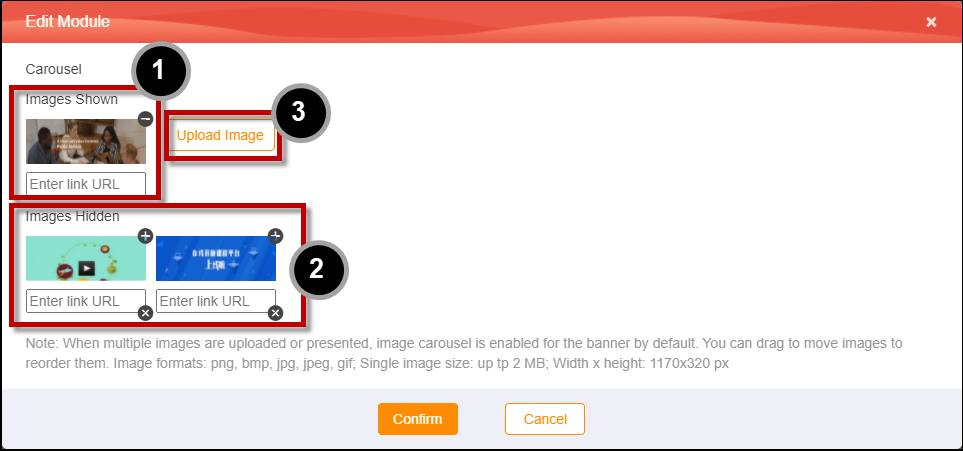 Edit Module
Carousel
1
Images Shown
3
Upload Image
Enter link URL
Images Hidden
2
上线啦
Enter link URL Enter link URL
Note: When multiple images are uploaded or presented, image carousel is enabled for the banner by default. You can drag to move images to
reorder them. Image formats: png, bmp, jpg, jpeg, gif; Single image size: up tp 2 MB; Width x height: 1170x320 px
Confirm Cancel